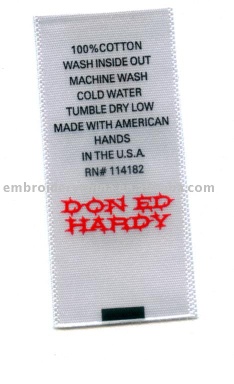 100%COTTON
WASH INSIDE OUT
MACHINE WASH
COLD WATER
TUMBLE DRY LOW
MADE WITH AMERICAN
HANDS
IN THE U.S.A.
RN# 114182
DON ED
HARDY